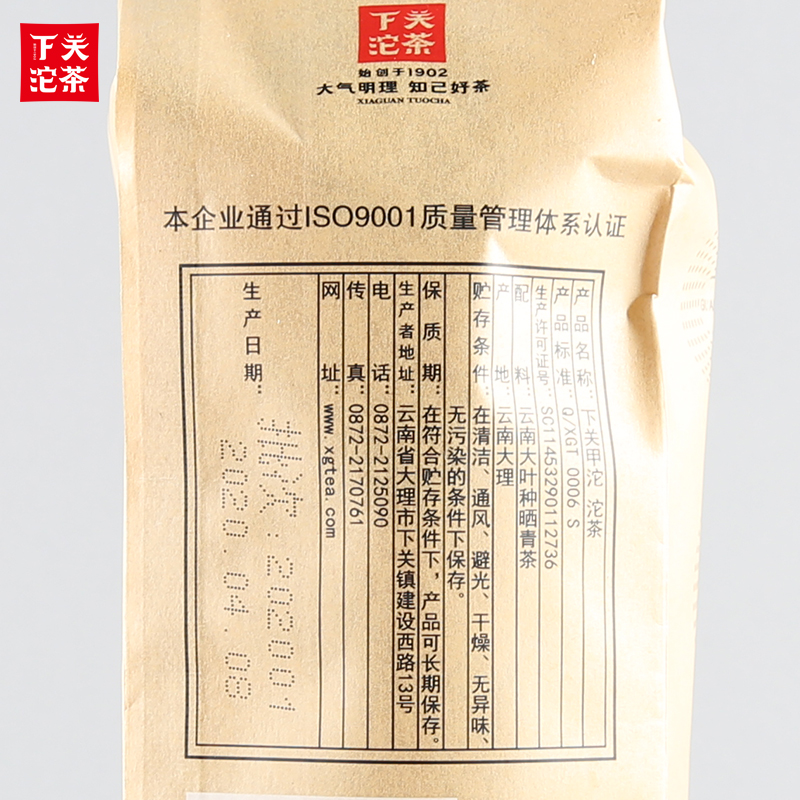 下关
沱茶
下关
沱茶
始创于1902
大气明理 知己好茶
XIAGUAN TUOCHA
本企业通过ISO9001质量管理体系认证
产品名称：下关甲沱 沱茶
产品标准：Q/XGT 0006 S
生产许可证号：SC11453290112736
配料：云南大叶种晒青茶
产地：云南大理
贮存条件：在清洁、通风、避光、干燥、无异味、
无污染的条件下保存。
保质期：在符合贮存条件下，产品可长期保存。
生产者地址：云南省大理市下关镇建设西路13号
电话：0872-2125090
传真：0872-2170761
网址：www.xgtea.com
生产日期：
批次：202001
2020.04.08